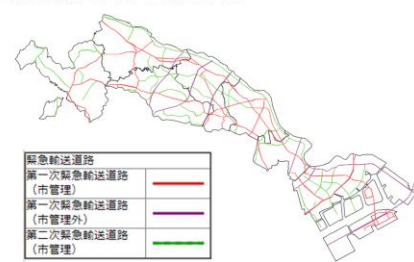 緊急輸送道路
第一次緊急輸送道路
（市管理）
第一次緊急輸送道路
（市管理外）
第二次緊急輸送道路
（市管理）